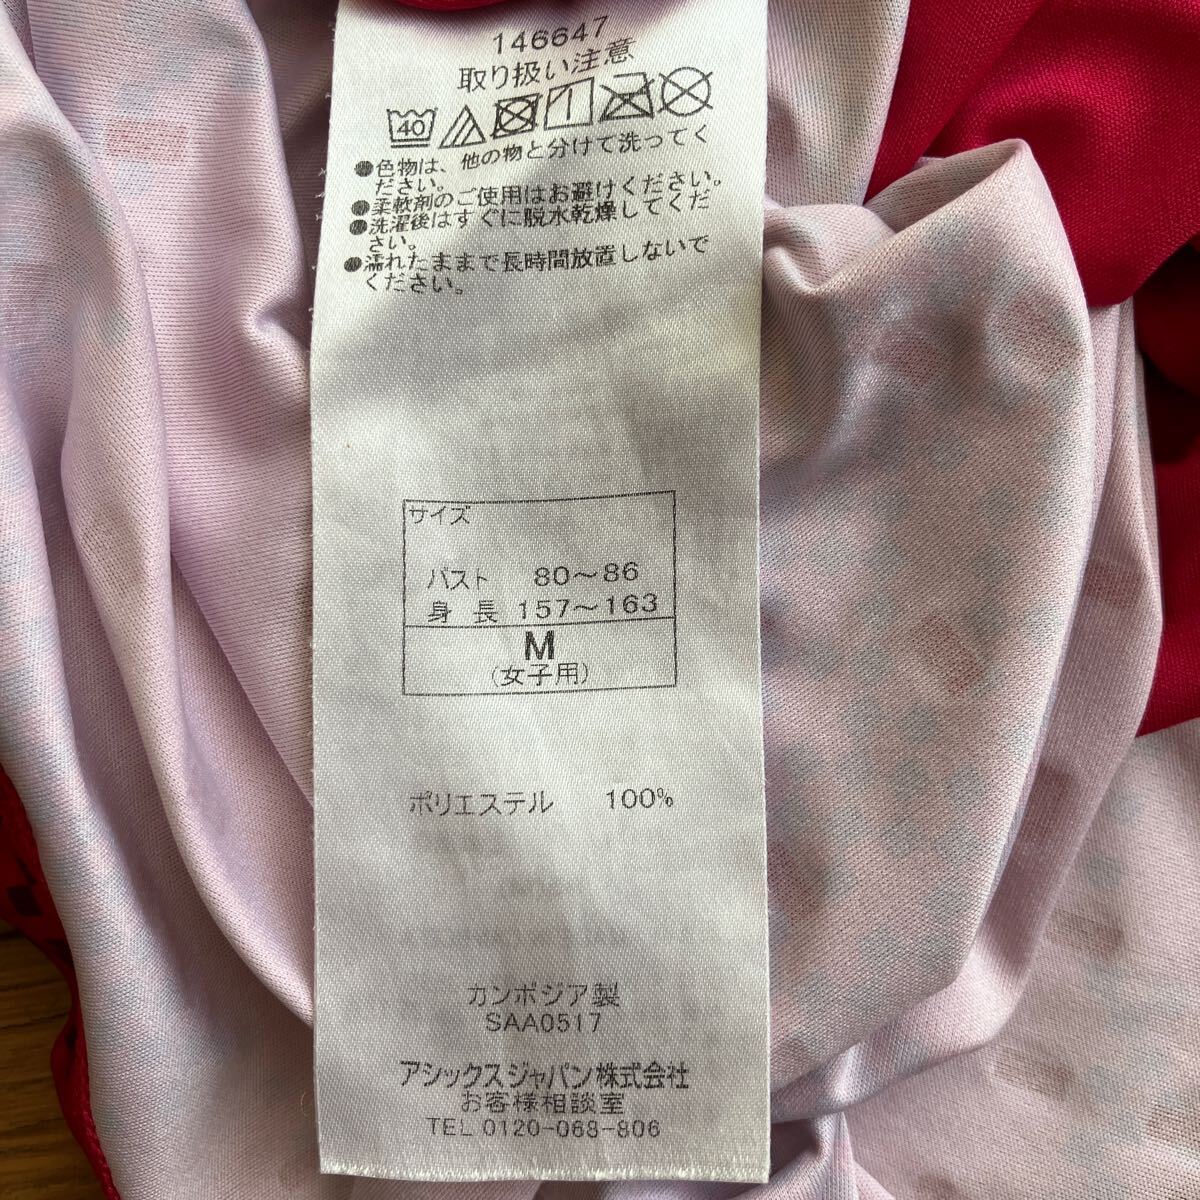 146647
取り扱い注意
40
●色物は、他の物と分けて洗ってく
ださい。
●柔軟剤のご使用はお避けください。
●洗濯後はすぐに脱水乾燥してくだ
さい。
●濡れたままで長時間放置しないで
ください。
サイズ
バスト 80〜86
身長 157〜163
M
(女子用)
ポリエステル 100%
カンボジア製
SAA0517
アシックスジャパン株式会社
お客様相談室
TEL 0120-068-806